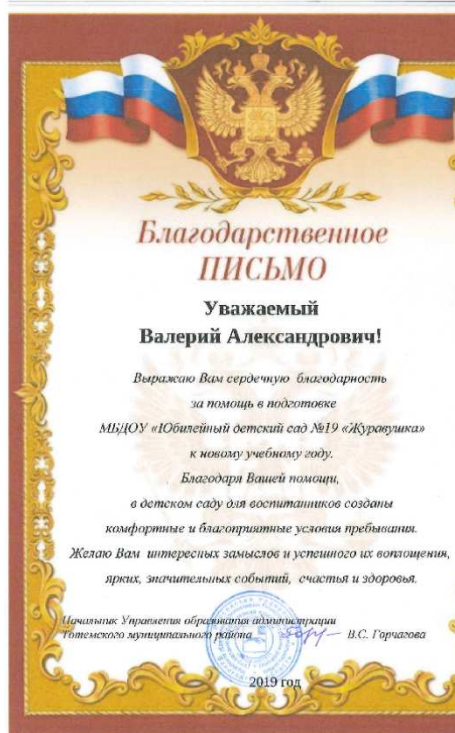 Благодарственное
ПИСЬМО
Уважаемый
Валерий Александрович!
Выражаю Вам сердечную благодарность
за помощь в подготовке
МБДОУ «Юбилейный детский сад №19 «Журавушка»
к новому учебному году.
Благодаря Вашей помощи,
в детском саду для воспитанников созданы
комфортные и благоприятные условия пребывания.
Желаю Вам интересных замыслов и успешного их воплощения,
ярких, значительных событий, счастья и здоровья.
Начальник Управления образования администрации
Тотемского муниципального района В.С. Горчагова
2019 год